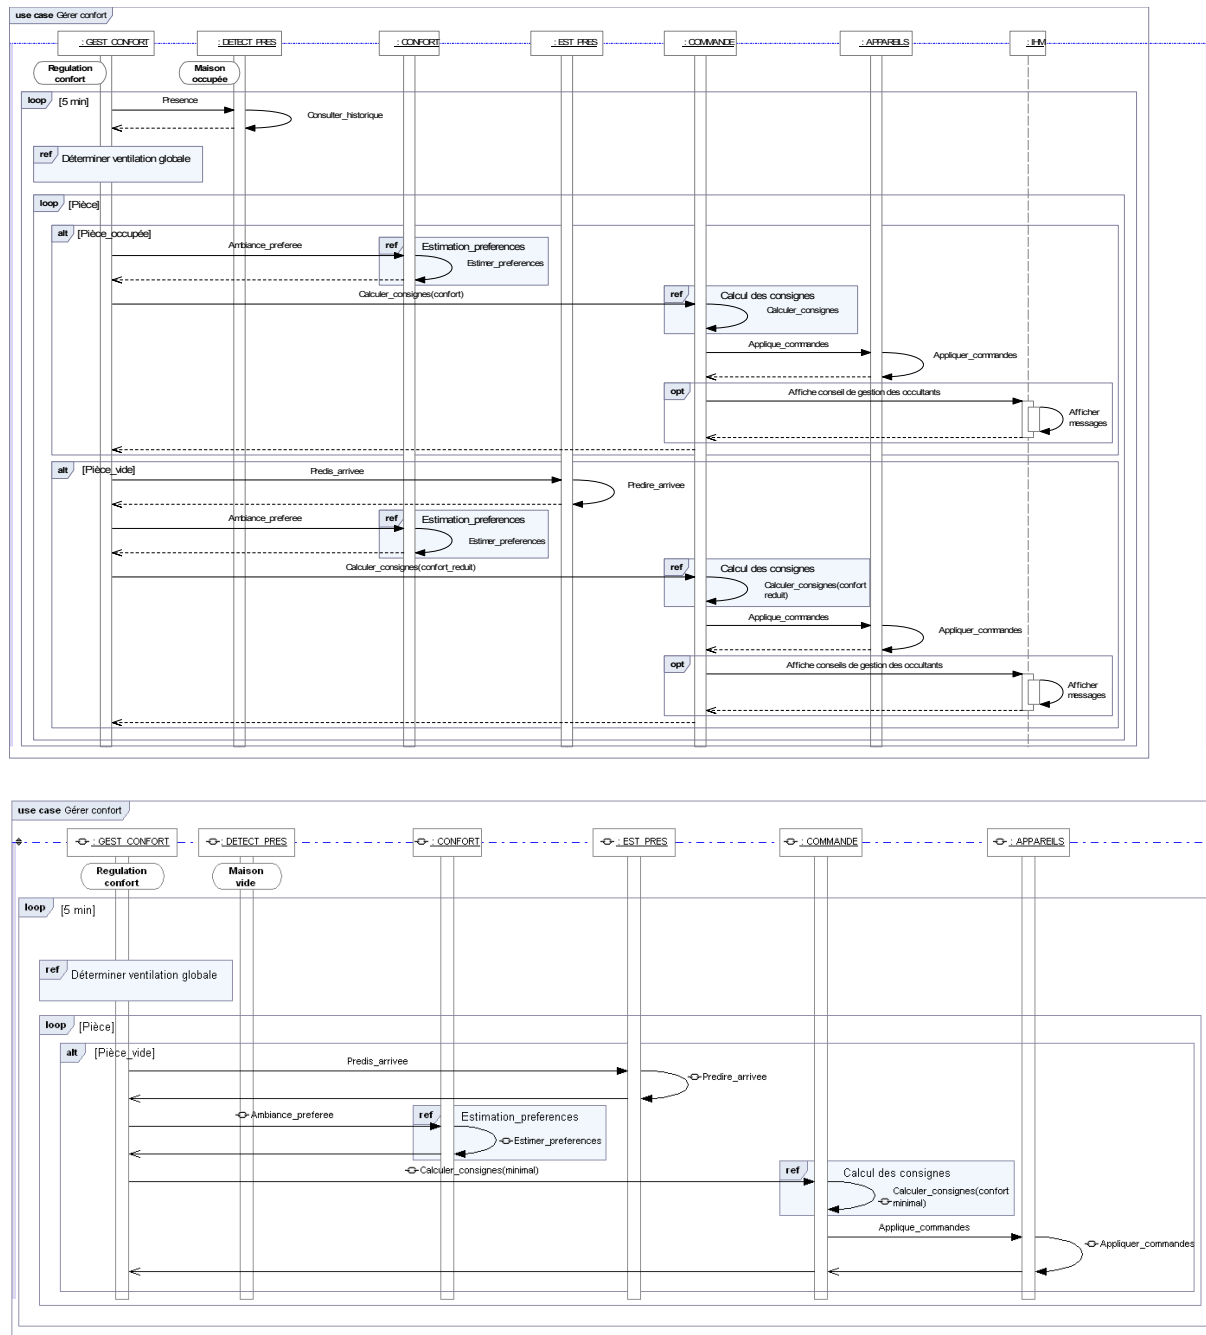 use case Gérer confort
: GEST_CONFORT
: DETECT_PRES
: CONFORT
: EST_PRES
: COMMANDE
: APPAREILS
: IHM
Regulation
confort
Maison
occupée
loop [5 min]
Presence
Consulter_historique
ref Déterminer ventilation globale
loop [Pièce]
alt [Pièce_occupée]
Ambiance_preferee
ref Estimation_preferences
Estimer_preferences
Calculer_consignes(confort)
ref Calcul des consignes
Calculer_consignes
Applique_commandes
Appliquer_commandes
opt Affiche conseil de gestion des occultants
Afficher
messages
alt [Pièce_vide]
Predis_arrivee
Predire_arrivee
Ambiance_preferee
ref Estimation_preferences
Estimer_preferences
Calculer_consignes(confort_reduit)
ref Calcul des consignes
Calculer_consignes(confort
reduit)
Applique_commandes
Appliquer_commandes
opt Affiche conseils de gestion des occultants
Afficher
messages
use case Gérer confort
: GEST_CONFORT
: DETECT_PRES
: CONFORT
: EST_PRES
: COMMANDE
: APPAREILS
Regulation
confort
Maison
vide
loop [5 min]
ref Déterminer ventilation globale
loop [Pièce]
alt [Pièce_vide]
Predis_arrivee
Predire_arrivee
Ambiance_preferee
ref Estimation_preferences
Estimer_preferences
Calculer_consignes(minimal)
ref Calcul des consignes
Calculer_consignes(confort
minimal)
Applique_commandes
Appliquer_commandes